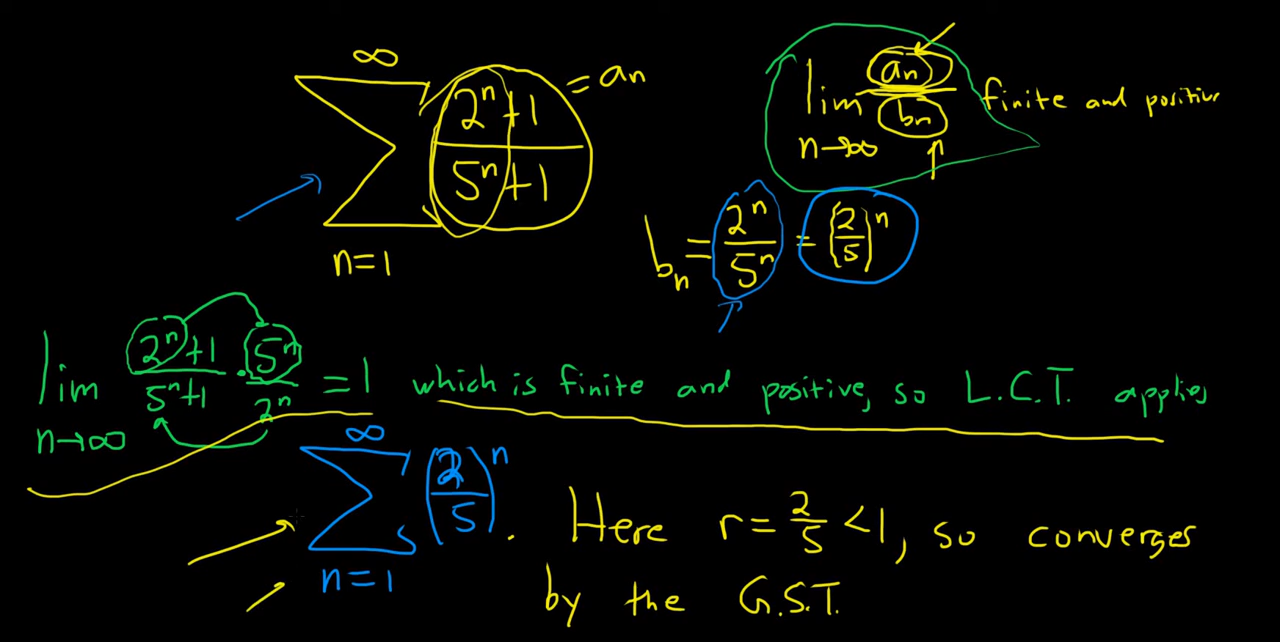 ∞
∑ (2ⁿ+1)/(5ⁿ+1) = aₙ
n=1
lim n→∞ aₙ/bₙ finite and positive
bₙ = 2ⁿ/5ⁿ = (2/5)ⁿ
lim n→∞ (2ⁿ+1)/(5ⁿ+1) · 5ⁿ/2ⁿ = 1 which is finite and positive, so L.C.T. applies
∞
∑ (2/5)ⁿ. Here r = 2/5 < 1, so converges
n=1
by the G.S.T.